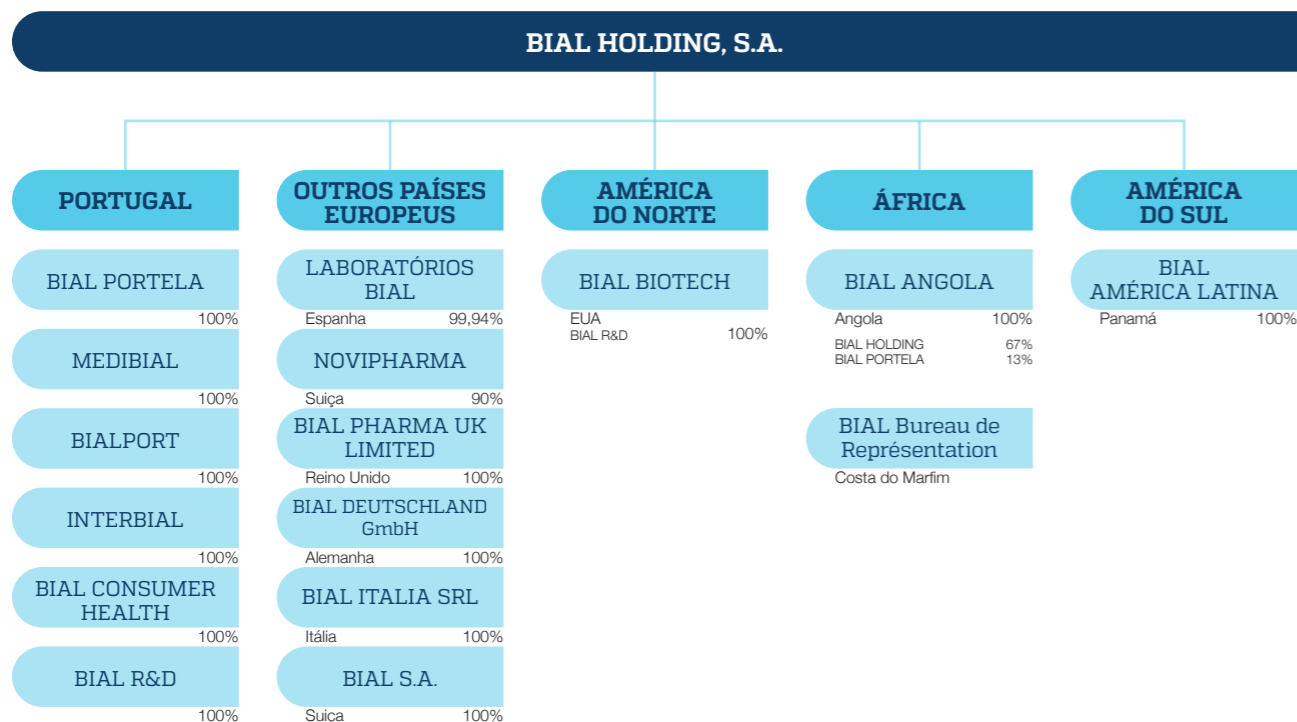 BIAL HOLDING, S.A.
PORTUGAL
BIAL PORTELA
100%
MEDIBIAL
100%
BIALPORT
100%
INTERBIAL
100%
BIAL CONSUMER
HEALTH
100%
BIAL R&D
100%
OUTROS PAÍSES
EUROPEUS
LABORATÓRIOS
BIAL
Espanha 99,94%
NOVIPHARMA
Suiça 90%
BIAL PHARMA UK
LIMITED
Reino Unido 100%
BIAL DEUTSCHLAND
GmbH
Alemanha 100%
BIAL ITALIA SRL
Itália 100%
BIAL S.A.
Suica 100%
AMÉRICA
DO NORTE
BIAL BIOTECH
EUA
BIAL R&D 100%
ÁFRICA
BIAL ANGOLA
Angola 100%
BIAL HOLDING 67%
BIAL PORTELA 13%
BIAL Bureau de
Représentation
Costa do Marfim
AMÉRICA
DO SUL
BIAL
AMÉRICA LATINA
Panamá 100%